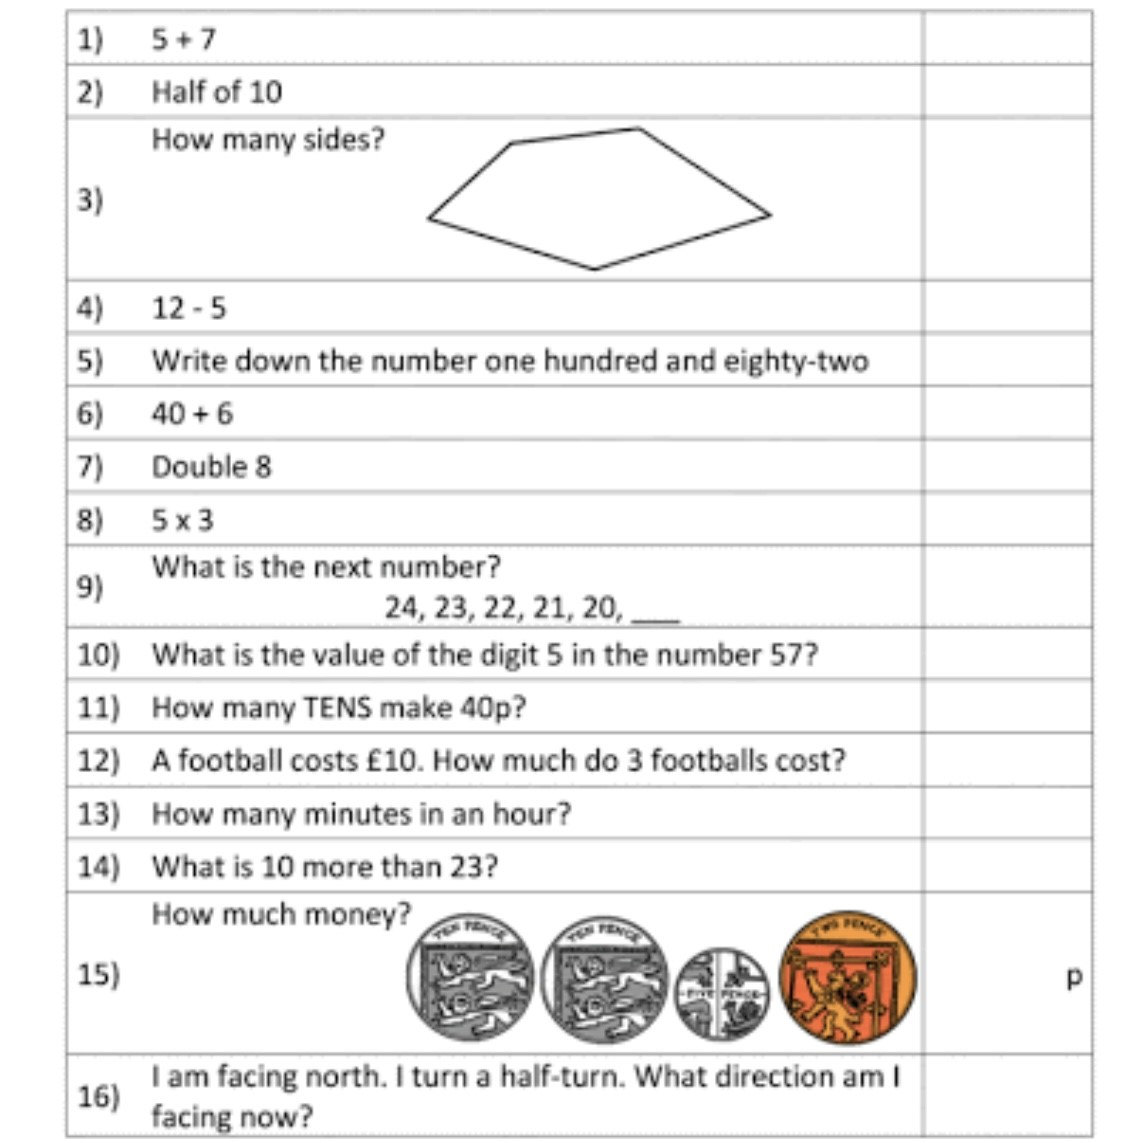 1) 5 + 7
2) Half of 10
3) How many sides?
4) 12 - 5
5) Write down the number one hundred and eighty-two
6) 40 + 6
7) Double 8
8) 5 x 3
9) What is the next number?
24, 23, 22, 21, 20, ___
10) What is the value of the digit 5 in the number 57?
11) How many TENS make 40p?
12) A football costs £10. How much do 3 footballs cost?
13) How many minutes in an hour?
14) What is 10 more than 23?
15) How much money?
TEN PENCE
TEN PENCE
FIVE PENCE
TWO PENCE
p
16) I am facing north. I turn a half-turn. What direction am I
facing now?